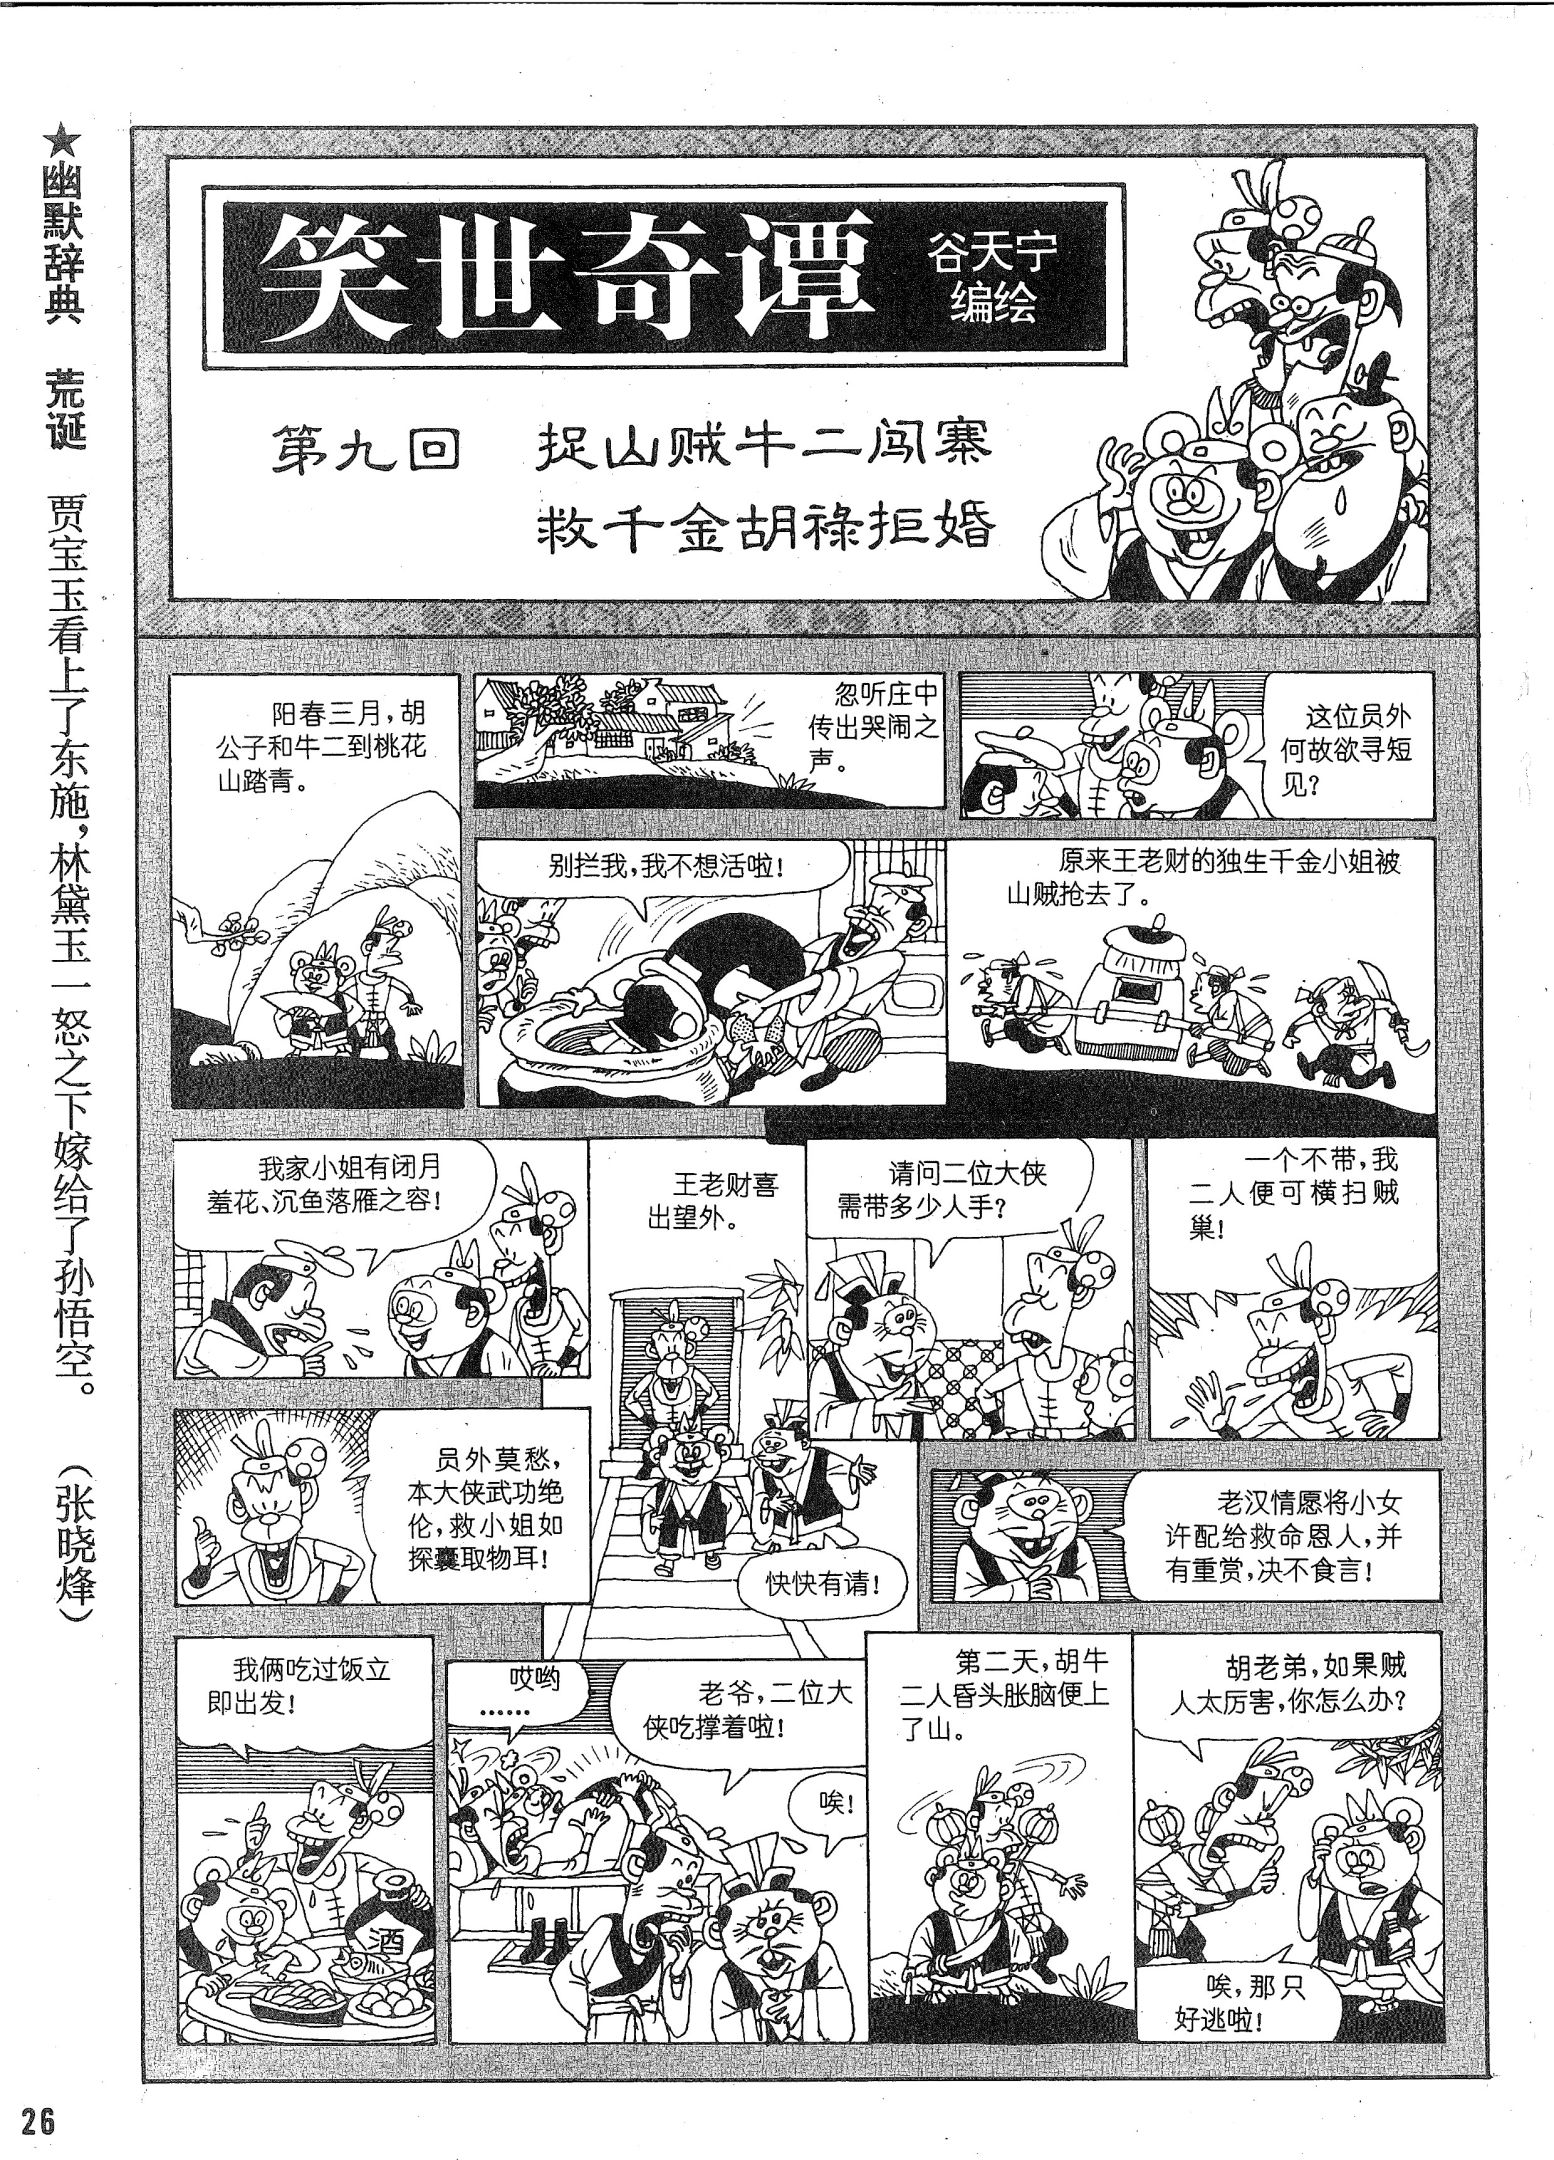 ★幽默辞典 荒诞 贾宝玉看上了东施，林黛玉一怒之下嫁给了孙悟空。 （张晓烽）
笑世奇谭
谷天宁
编绘
第九回 捉山贼牛二闯寨
救千金胡禄拒婚
阳春三月，胡
公子和牛二到桃花
山踏青。
忽听庄中
传出哭闹之
声。
这位员外
何故欲寻短
见？
别拦我，我不想活啦！
原来王老财的独生千金小姐被
山贼抢去了。
我家小姐有闭月
羞花、沉鱼落雁之容！
员外莫愁，
本大侠武功绝
伦，救小姐如
探囊取物耳！
王老财喜
出望外。
快快有请！
请问二位大侠
需带多少人手？
一个不带，我
二人便可横扫贼
巢！
老汉情愿将小女
许配给救命恩人，并
有重赏，决不食言！
我俩吃过饭立
即出发！
酒
哎哟
……
老爷，二位大
侠吃撑着啦！
唉！
第二天，胡牛
二人昏头胀脑便上
了山。
胡老弟，如果贼
人太厉害，你怎么办？
唉，那只
好逃啦！
26